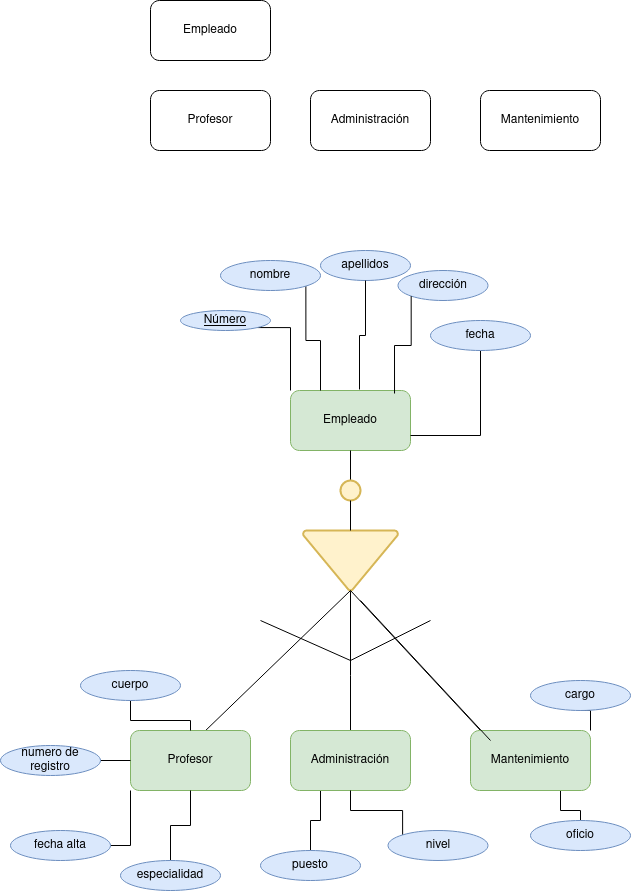 Empleado
Profesor
Administración
Mantenimiento
apellidos
nombre
dirección
Número
fecha
Empleado
cuerpo
cargo
numero de
registro
Profesor
Administración
Mantenimiento
fecha alta
nivel
oficio
puesto
especialidad